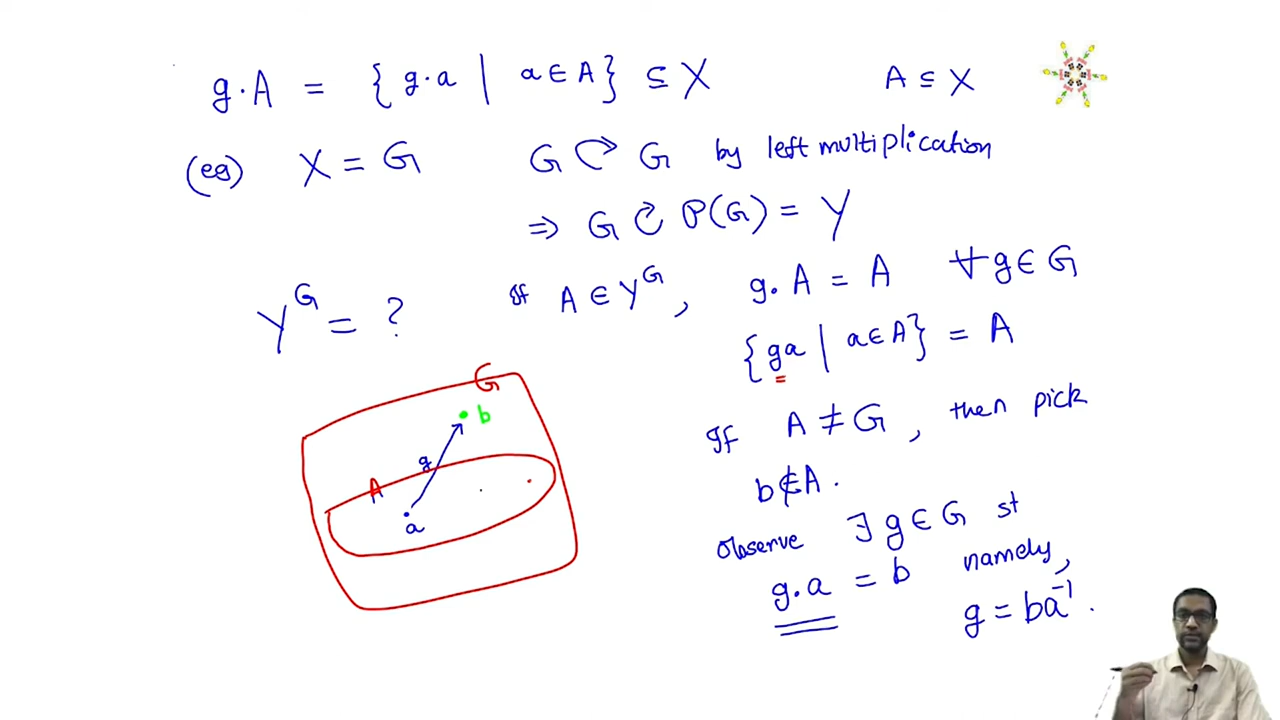 g·A = { g·a | a∈A } ⊆ X A ⊆ X
(eg) X = G G ↻ G by left multiplication
⇒ G ↻ P(G) = Y
Y^G = ? If A ∈ Y^G, g·A = A ∀ g∈G
{ga | a∈A} = A
If A ≠ G, then pick
b∉A.
Observe ∃ g∈G st
g·a = b namely,
g = ba⁻¹.
G
b
g
A
a